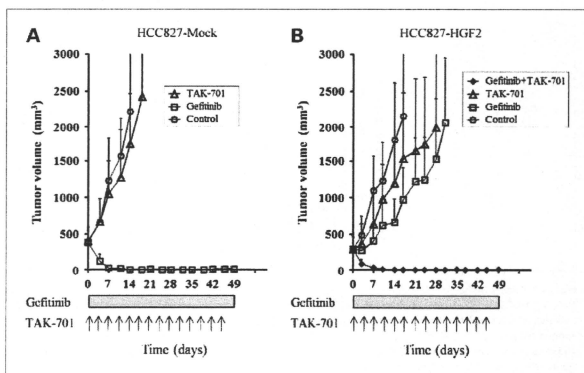 A
HCC827-Mock
Tumor volume (mm³)
3000
2500
2000
1500
1000
500
0
TAK-701
Gefitinib
Control
0 7 14 21 28 35 42 49
Gefitinib
TAK-701
Time (days)
B
HCC827-HGF2
Tumor volume (mm³)
3000
2500
2000
1500
1000
500
0
Gefitinib+TAK-701
TAK-701
Gefitinib
Control
0 7 14 21 28 35 42 49
Gefitinib
TAK-701
Time (days)